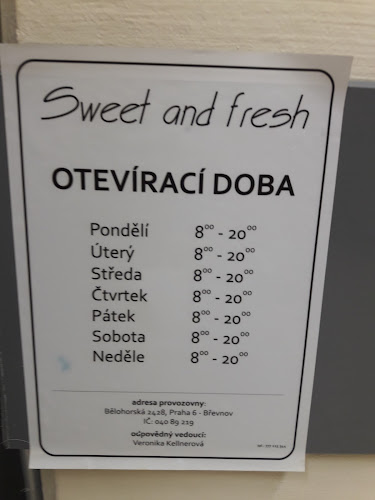 Sweet and fresh
OTEVÍRACÍ DOBA
Pondělí 8⁰⁰ - 20⁰⁰
Úterý 8⁰⁰ - 20⁰⁰
Středa 8⁰⁰ - 20⁰⁰
Čtvrtek 8⁰⁰ - 20⁰⁰
Pátek 8⁰⁰ - 20⁰⁰
Sobota 8⁰⁰ - 20⁰⁰
Neděle 8⁰⁰ - 20⁰⁰
adresa provozovny:
Bělohorská 2428, Praha 6 - Břevnov
IČ: 040 89 219
odpovědný vedoucí:
Veronika Kellnerová